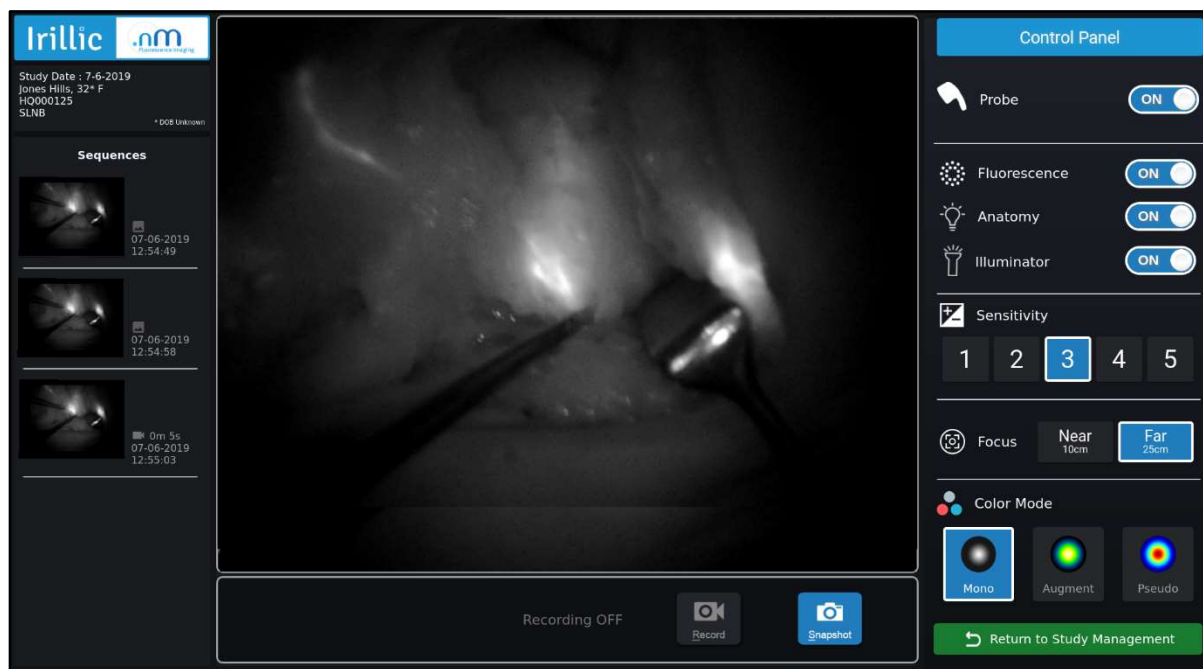 Irillic
.nm
Fluorescence Imaging
Study Date : 7-6-2019
Jones Hills, 32* F
HQ000125
SLNB
* DOB Unknown
Sequences
07-06-2019
12:54:49
07-06-2019
12:54:58
0m 5s
07-06-2019
12:55:03
Recording OFF
Record
Snapshot
Control Panel
Probe
ON
Fluorescence
ON
Anatomy
ON
Illuminator
ON
Sensitivity
1 2 3 4 5
Focus
Near
10cm
Far
25cm
Color Mode
Mono
Augment
Pseudo
Return to Study Management